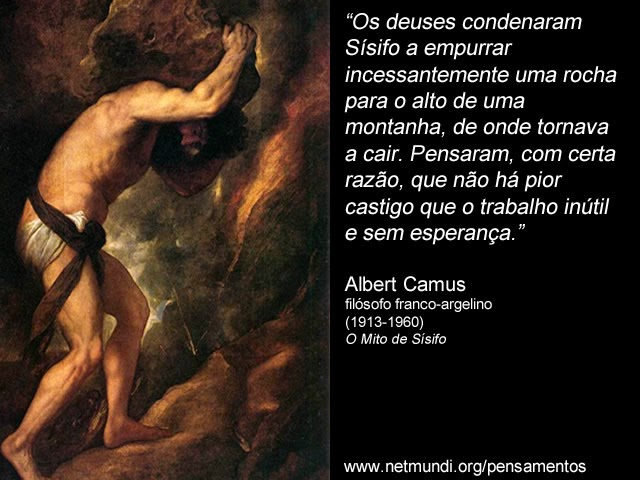 “Os deuses condenaram
Sísifo a empurrar
incessantemente uma rocha
para o alto de uma
montanha, de onde tornava
a cair. Pensaram, com certa
razão, que não há pior
castigo que o trabalho inútil
e sem esperança.”
Albert Camus
filósofo franco-argelino
(1913-1960)
O Mito de Sísifo
www.netmundi.org/pensamentos